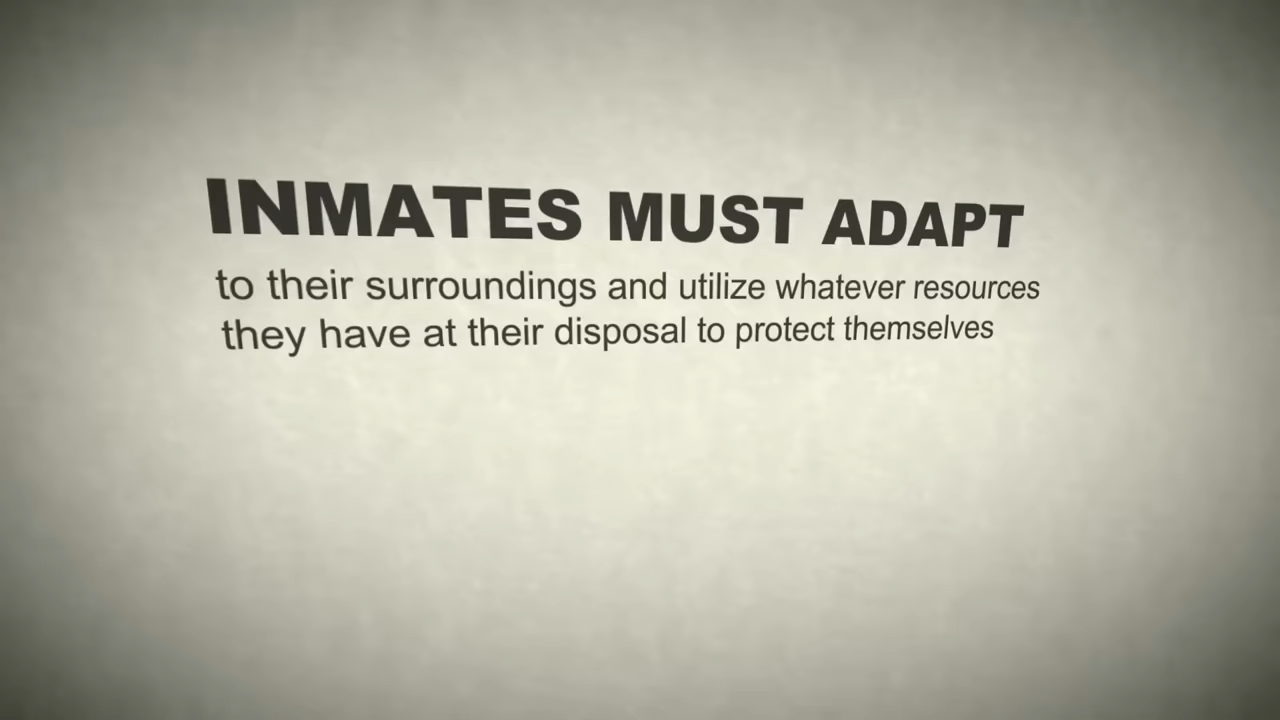 INMATES MUST ADAPT
to their surroundings and utilize whatever resources
they have at their disposal to protect themselves